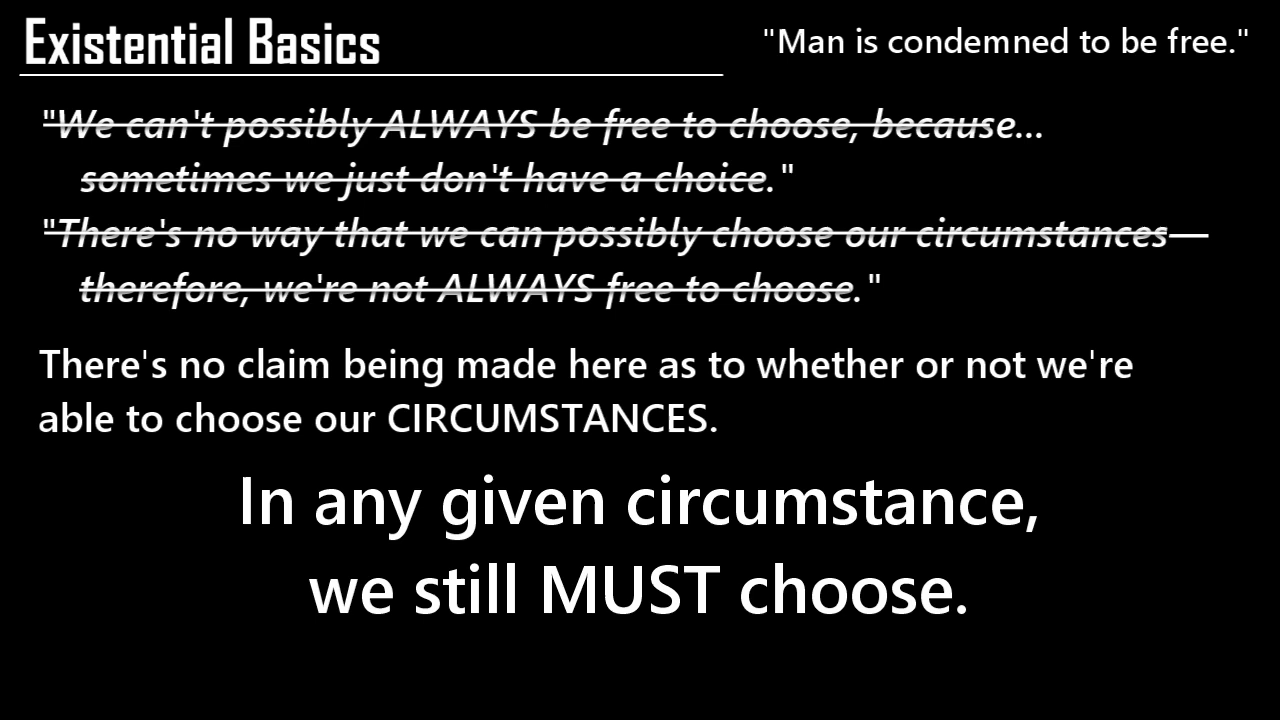 Existential Basics
"Man is condemned to be free."
"We can't possibly ALWAYS be free to choose, because...
sometimes we just don't have a choice."
"There's no way that we can possibly choose our circumstances—
therefore, we're not ALWAYS free to choose."
There's no claim being made here as to whether or not we're
able to choose our CIRCUMSTANCES.
In any given circumstance,
we still MUST choose.